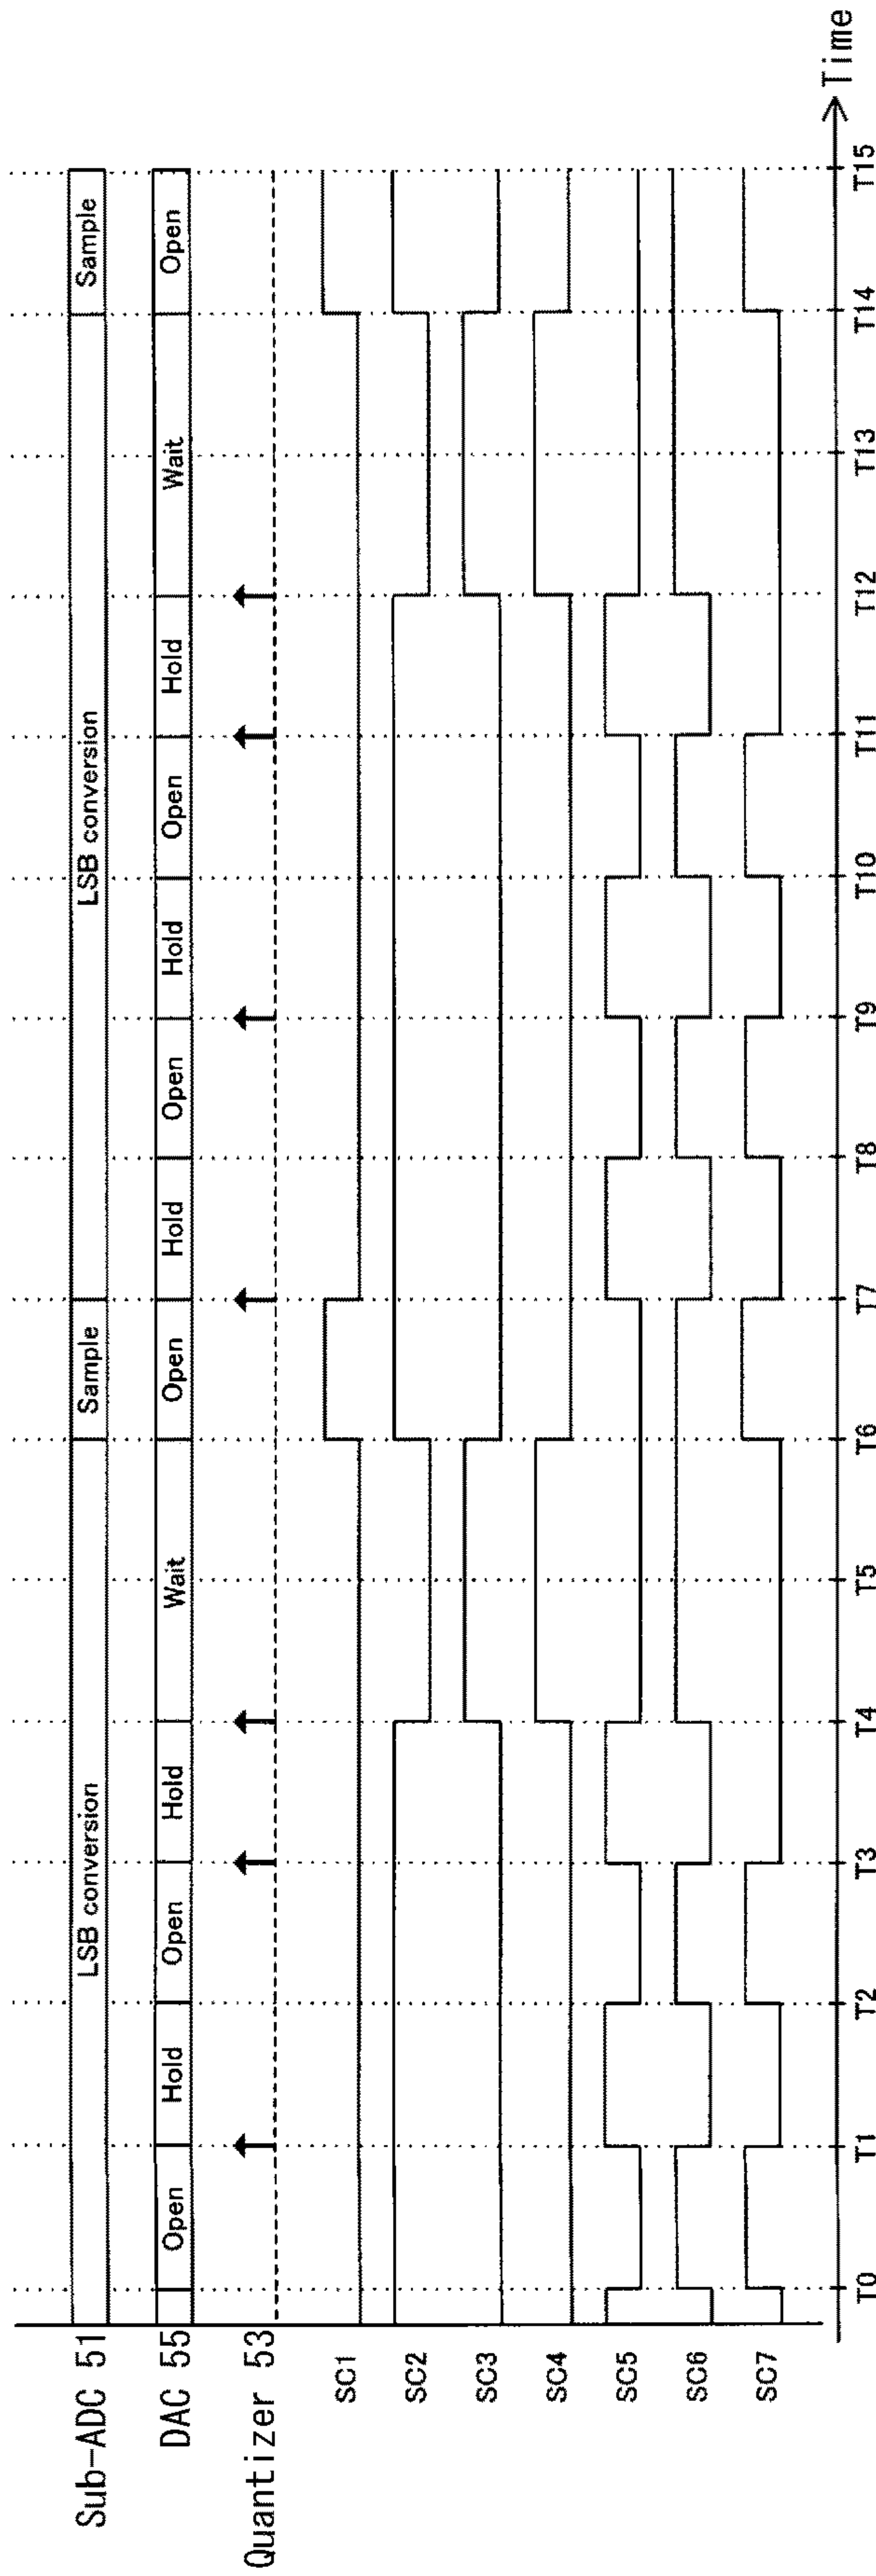 Sub-ADC 51 LSB conversion Sample LSB conversion Sample
DAC 55 Open Hold Open Hold Wait Open Hold Open Hold Open Hold Wait Open
Quantizer 53
SC1
SC2
SC3
SC4
SC5
SC6
SC7
T0 T1 T2 T3 T4 T5 T6 T7 T8 T9 T10 T11 T12 T13 T14 T15 Time